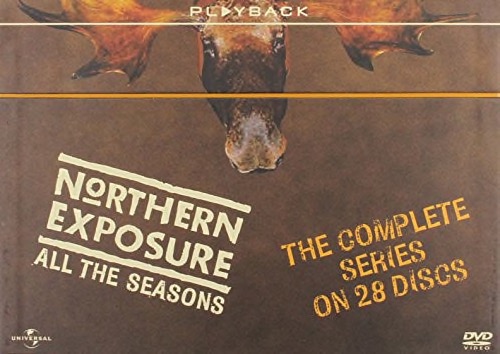 PLAYBACK
NORTHERN
EXPOSURE
ALL THE SEASONS
THE COMPLETE
SERIES
ON 28 DISCS
UNIVERSAL
DVD
VIDEO